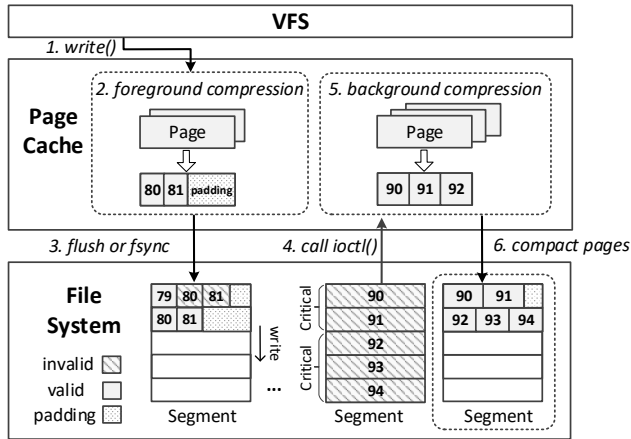 VFS
1. write()
Page
Cache
2. foreground compression
Page
80 81 padding
5. background compression
Page
90 91 92
3. flush or fsync
4. call ioctl()
6. compact pages
File
System
invalid
valid
padding
79 80 81
80 81
write
...
Segment
Critical
Critical
90
91
92
93
94
Segment
90 91
92 93 94
Segment